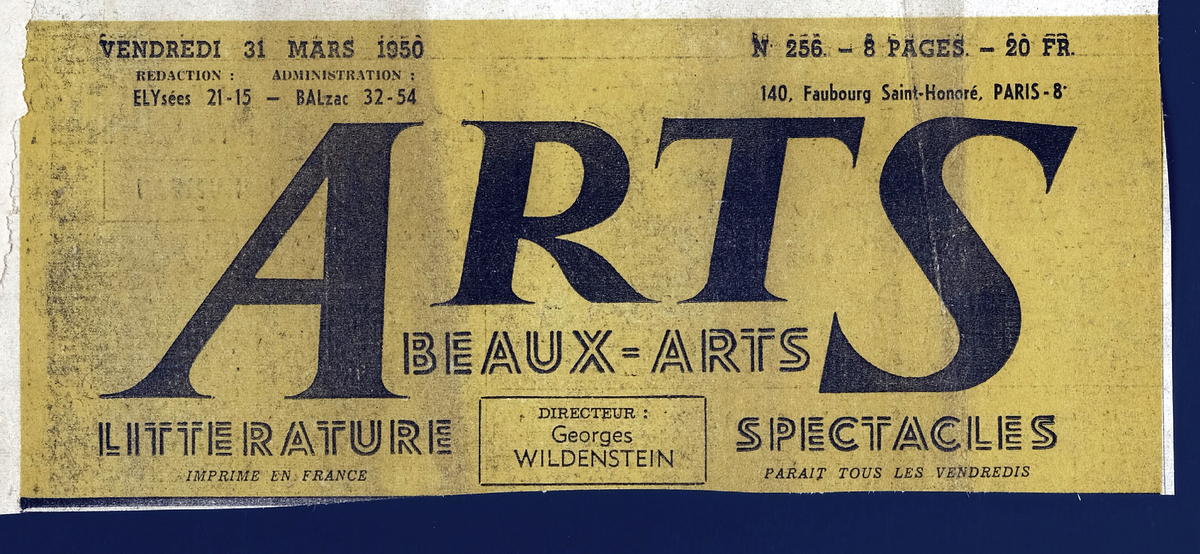 VENDREDI 31 MARS 1950
N° 256. — 8 PAGES. — 20 FR.
REDACTION : ADMINISTRATION :
ELYsées 21-15 — BALzac 32-54
140, Faubourg Saint-Honoré, PARIS-8°
ARTS
BEAUX-ARTS
LITTERATURE
DIRECTEUR :
Georges
WILDENSTEIN
SPECTACLES
IMPRIME EN FRANCE
PARAIT TOUS LES VENDREDIS